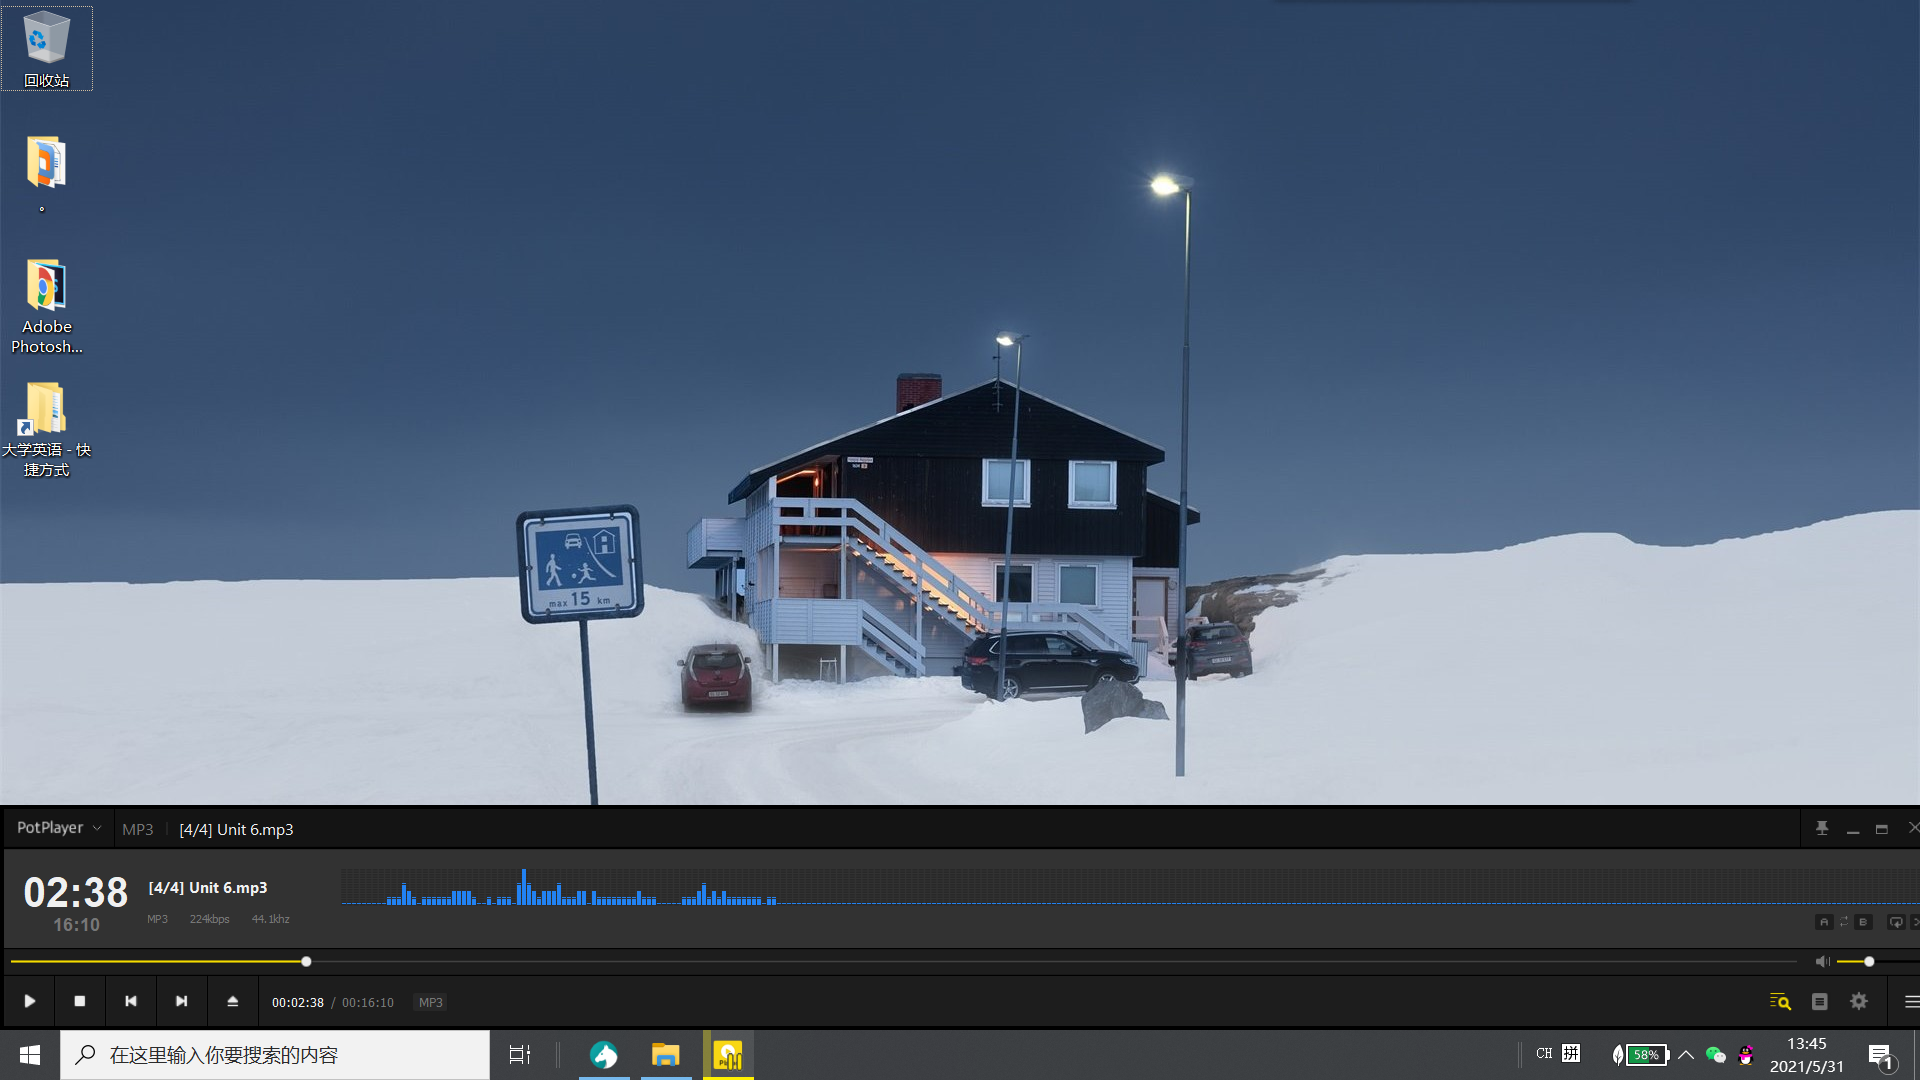 回收站
。
Adobe
Photosh...
大学英语 - 快
捷方式
max 15 km
PotPlayer
MP3
[4/4] Unit 6.mp3
02:38
16:10
[4/4] Unit 6.mp3
MP3
224kbps
44.1khz
A
B
00:02:38 / 00:16:10
MP3
在这里输入你要搜索的内容
CH
拼
58%
13:45
2021/5/31
1